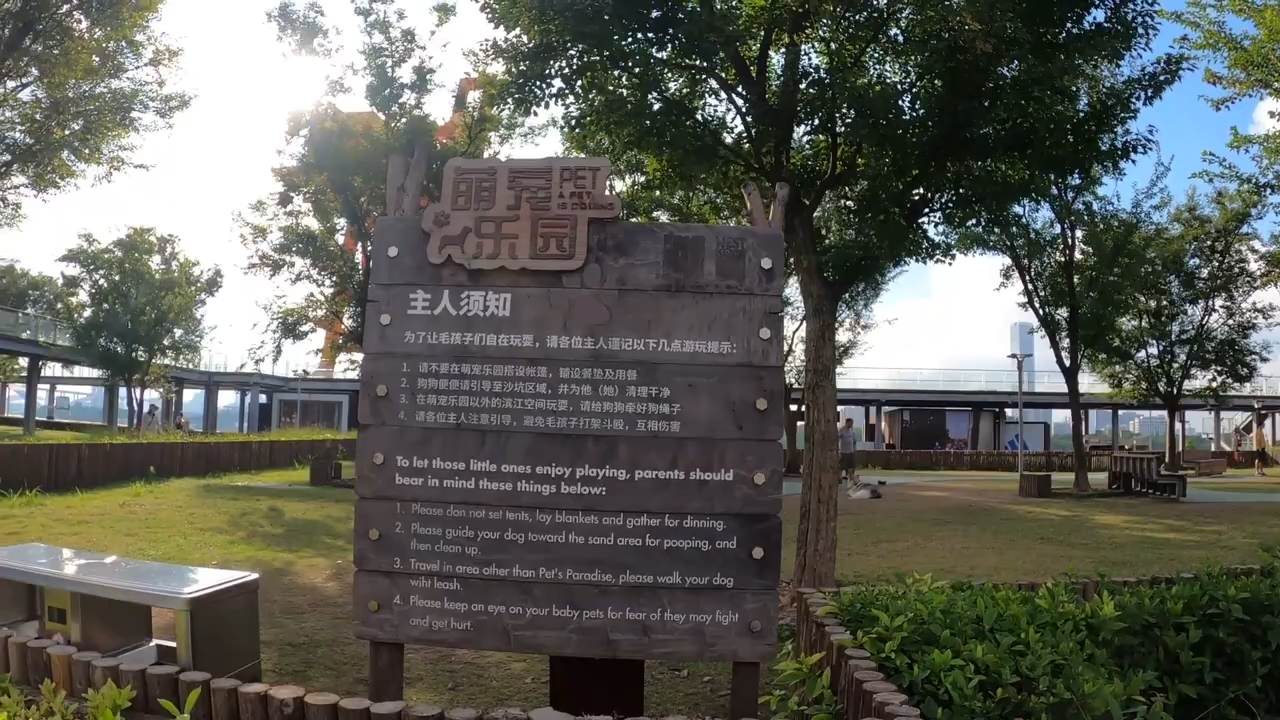 萌宠 PET
A PET
IS COMING
乐园
主人须知
为了让毛孩子们自在玩耍，请各位主人谨记以下几点游玩提示：
1. 请不要在萌宠乐园搭设帐篷，铺设餐垫及用餐
2. 狗狗便便请引导至沙坑区域，并为他（她）清理干净
3. 在萌宠乐园以外的滨江空间玩耍，请给狗狗牵好狗绳子
4. 请各位主人注意引导，避免毛孩子打架斗殴，互相伤害
To let those little ones enjoy playing, parents should
bear in mind these things below:
1. Please don not set tents, lay blankets and gather for dinning.
2. Please guide your dog toward the sand area for pooping, and
then clean up.
3. Travel in area other than Pet's Paradise, please walk your dog
wiht leash.
4. Please keep an eye on your baby pets for fear of they may fight
and get hurt.